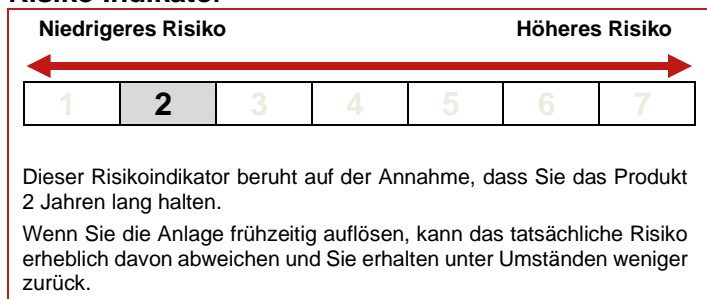 Risiko-Indikator
Niedrigeres Risiko Höheres Risiko
1 2 3 4 5 6 7
Dieser Risikoindikator beruht auf der Annahme, dass Sie das Produkt
2 Jahren lang halten.
Wenn Sie die Anlage frühzeitig auflösen, kann das tatsächliche Risiko
erheblich davon abweichen und Sie erhalten unter Umständen weniger
zurück.